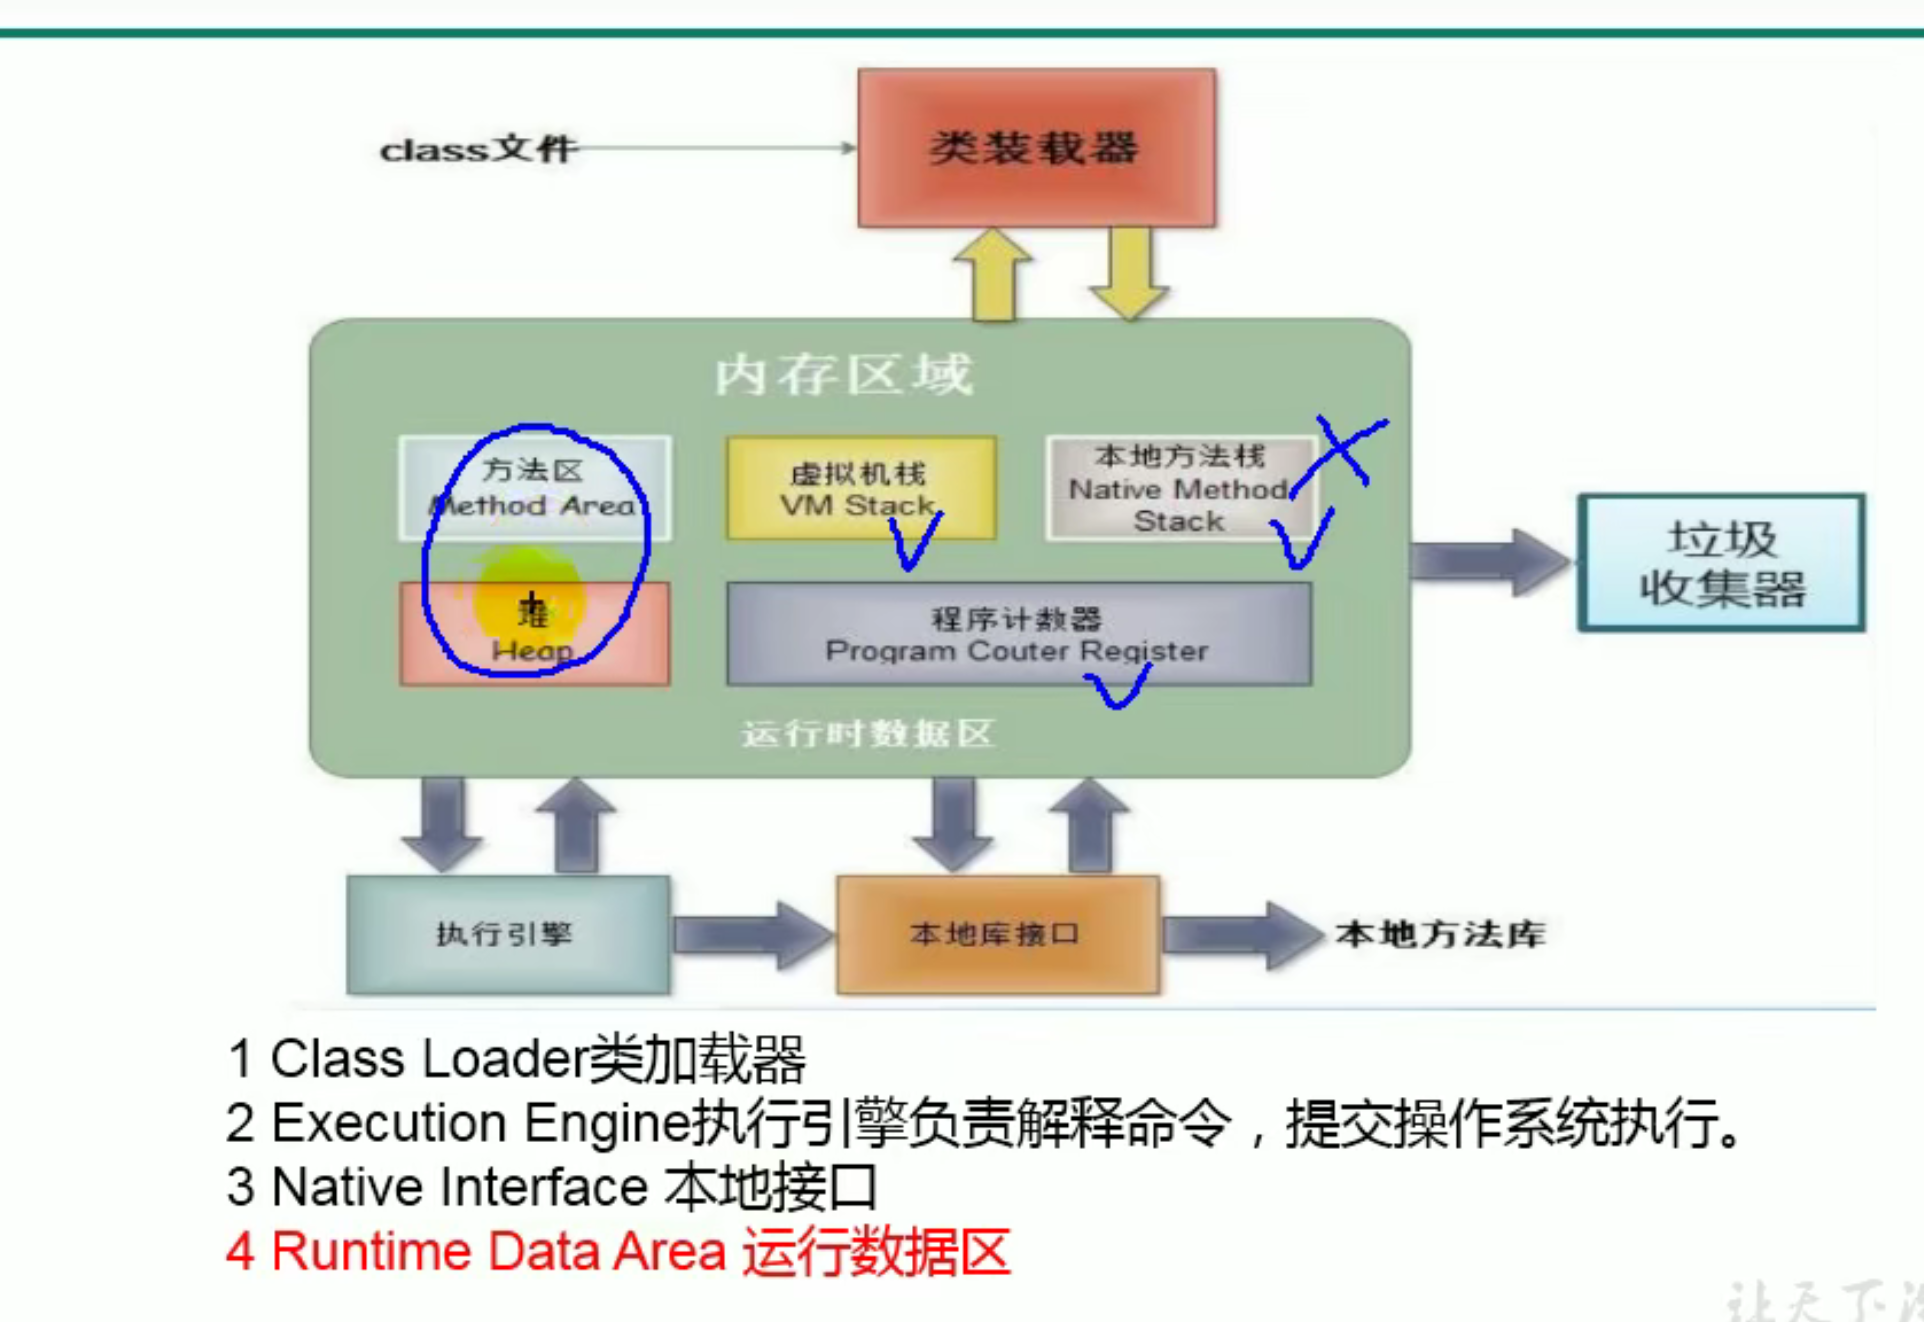 class文件
类装载器
内存区域
方法区
Method Area
虚拟机栈
VM Stack
本地方法栈
Native Method
Stack
堆
Heap
程序计数器
Program Couter Register
运行时数据区
垃圾
收集器
执行引擎
本地库接口
本地方法库
1 Class Loader类加载器
2 Execution Engine执行引擎负责解释命令，提交操作系统执行。
3 Native Interface 本地接口
4 Runtime Data Area 运行数据区
让天下